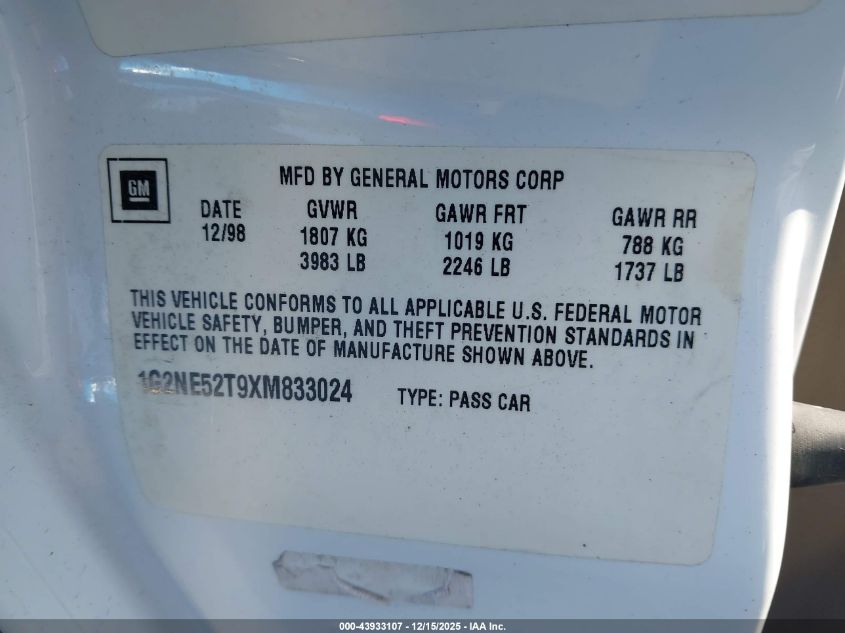 GM
MFD BY GENERAL MOTORS CORP
DATE GVWR GAWR FRT GAWR RR
12/98 1807 KG 1019 KG 788 KG
3983 LB 2246 LB 1737 LB
THIS VEHICLE CONFORMS TO ALL APPLICABLE U.S. FEDERAL MOTOR
VEHICLE SAFETY, BUMPER, AND THEFT PREVENTION STANDARDS IN
EFFECT ON THE DATE OF MANUFACTURE SHOWN ABOVE.
1G2NE52T9XM833024 TYPE: PASS CAR
000-43933107 - 12/15/2025 - IAA Inc.